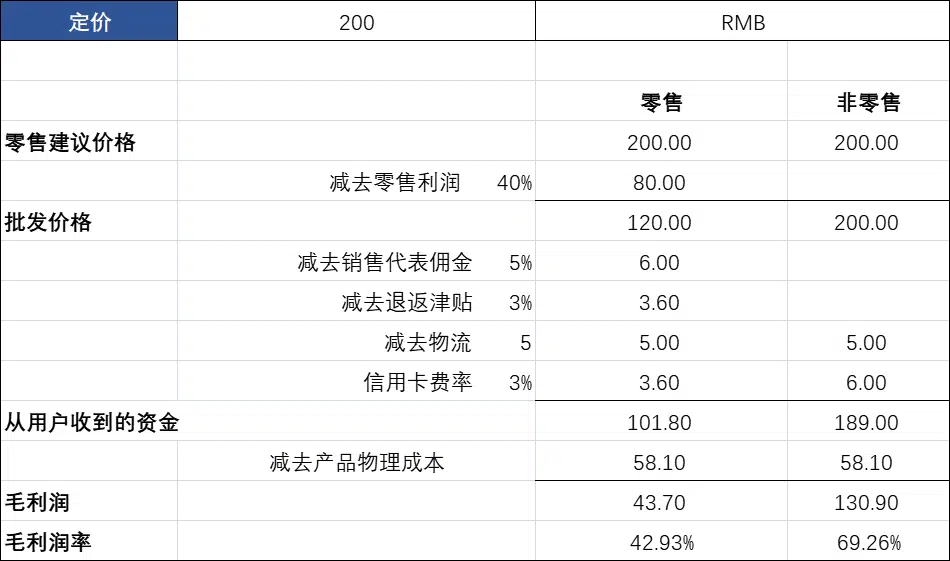 定价 200 RMB
零售 非零售
零售建议价格 200.00 200.00
减去零售利润 40% 80.00
批发价格 120.00 200.00
减去销售代表佣金 5% 6.00
减去退返津贴 3% 3.60
减去物流 5 5.00 5.00
信用卡费率 3% 3.60 6.00
从用户收到的资金 101.80 189.00
减去产品物理成本 58.10 58.10
毛利润 43.70 130.90
毛利润率 42.93% 69.26%